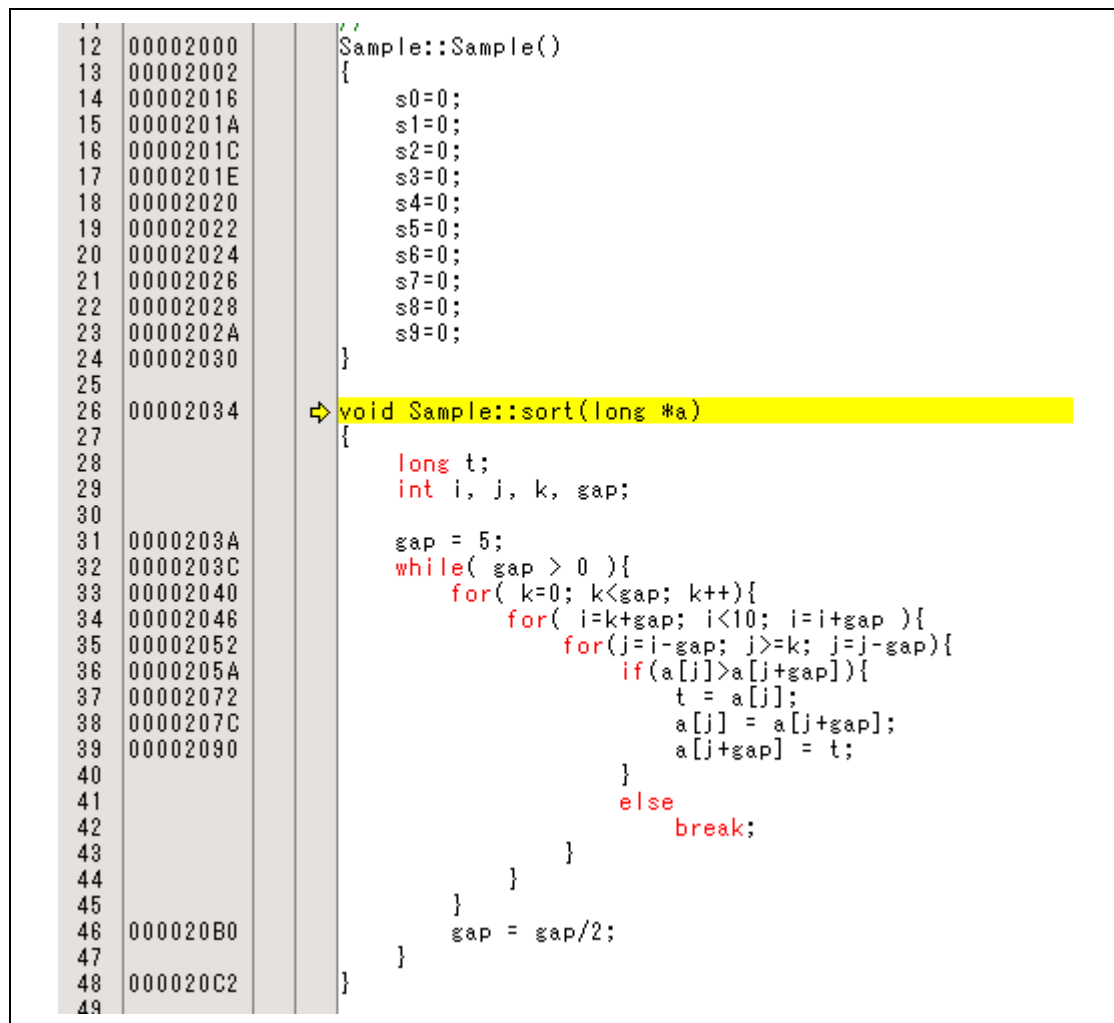 11 //
12 00002000 Sample::Sample()
13 00002002 {
14 00002016 s0=0;
15 0000201A s1=0;
16 0000201C s2=0;
17 0000201E s3=0;
18 00002020 s4=0;
19 00002022 s5=0;
20 00002024 s6=0;
21 00002026 s7=0;
22 00002028 s8=0;
23 0000202A s9=0;
24 00002030 }
25
26 00002034 void Sample::sort(long *a)
27 {
28 long t;
29 int i, j, k, gap;
30
31 0000203A gap = 5;
32 0000203C while( gap > 0 ){
33 00002040 for( k=0; k<gap; k++){
34 00002046 for( i=k+gap; i<10; i=i+gap ){
35 00002052 for(j=i-gap; j>=k; j=j-gap){
36 0000205A if(a[j]>a[j+gap]){
37 00002072 t = a[j];
38 0000207C a[j] = a[j+gap];
39 00002090 a[j+gap] = t;
40 }
41 else
42 break;
43 }
44 }
45 }
46 000020B0 gap = gap/2;
47 }
48 000020C2 }
49